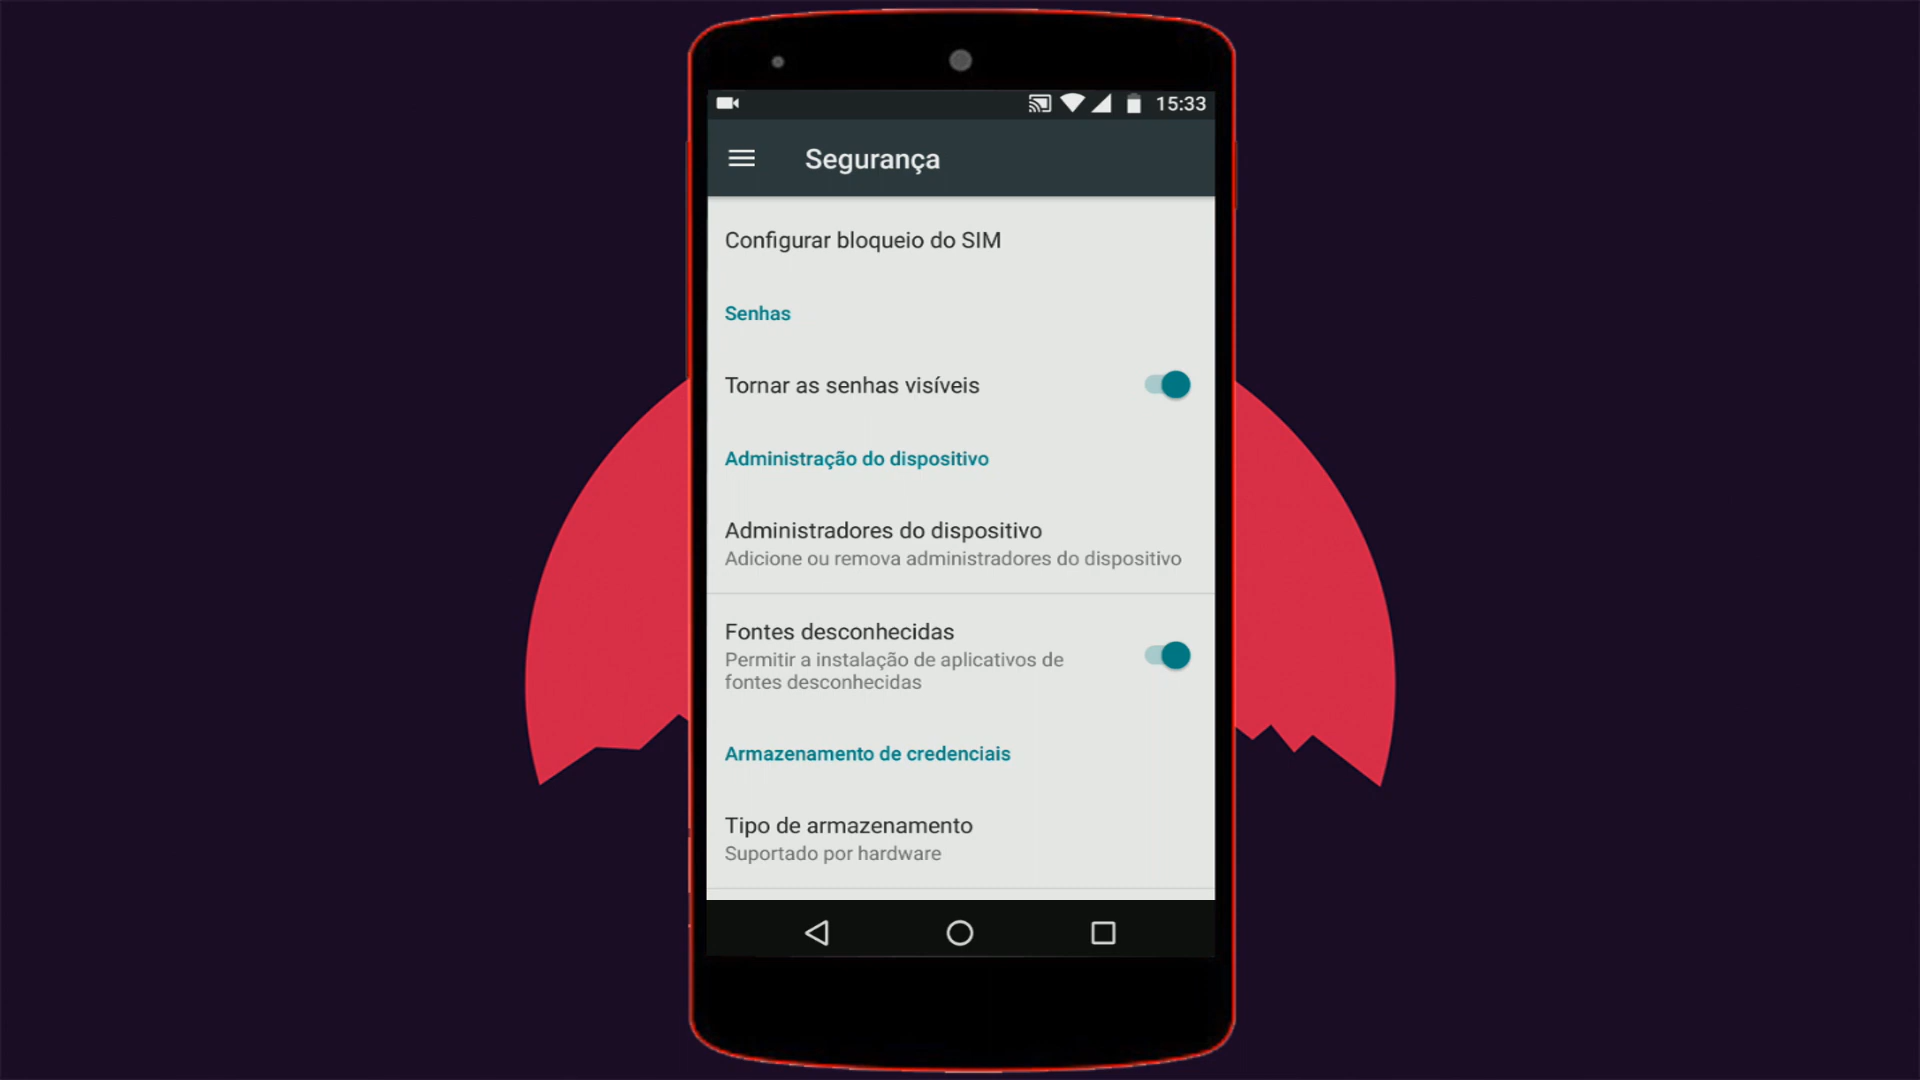 15:33
Segurança
Configurar bloqueio do SIM
Senhas
Tornar as senhas visíveis
Administração do dispositivo
Administradores do dispositivo
Adicione ou remova administradores do dispositivo
Fontes desconhecidas
Permitir a instalação de aplicativos de
fontes desconhecidas
Armazenamento de credenciais
Tipo de armazenamento
Suportado por hardware